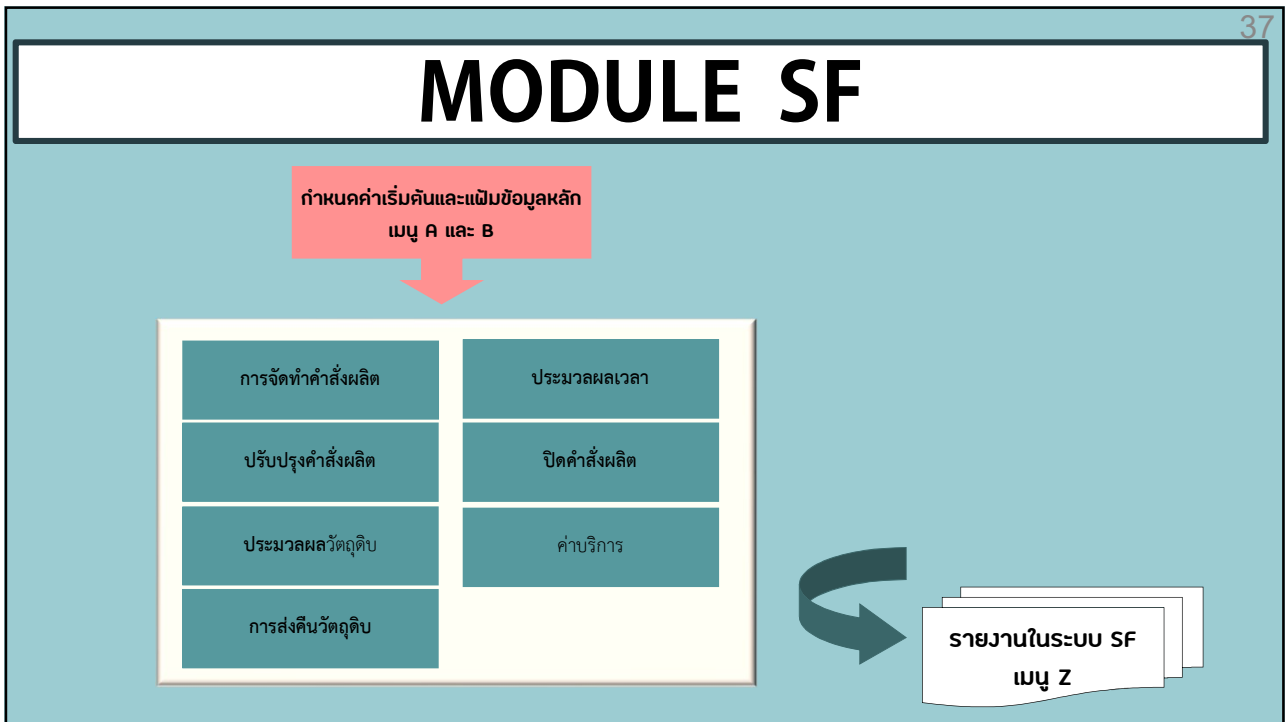 37
MODULE SF
กำหนดค่าเริ่มต้นและแฟ้มข้อมูลหลัก
เมนู A และ B
การจัดทำคำสั่งผลิต
ปรับปรุงคำสั่งผลิต
ประมวลผลวัตถุดิบ
การส่งคืนวัตถุดิบ
ประมวลผลเวลา
ปิดคำสั่งผลิต
ค่าบริการ
รายงานในระบบ SF
เมนู Z